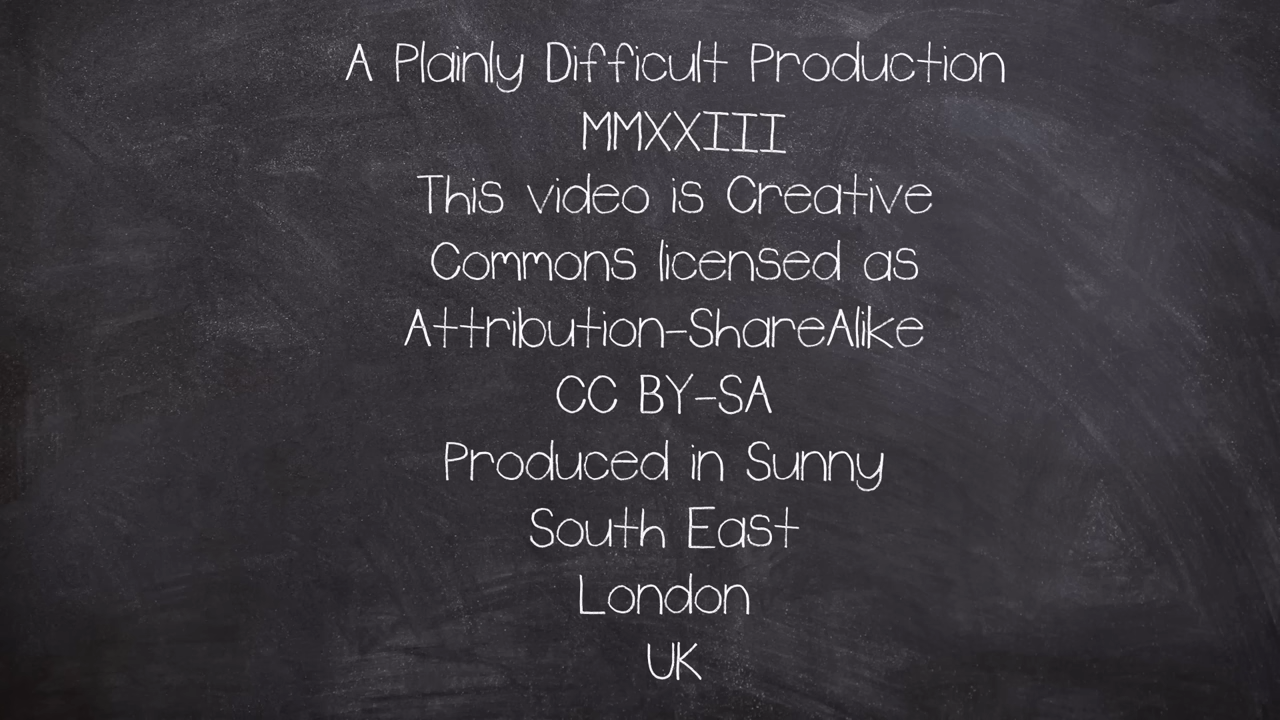 A Plainly Difficult Production
MMXXIII
This video is Creative
Commons licensed as
Attribution-ShareAlike
CC BY-SA
Produced in Sunny
South East
London
UK